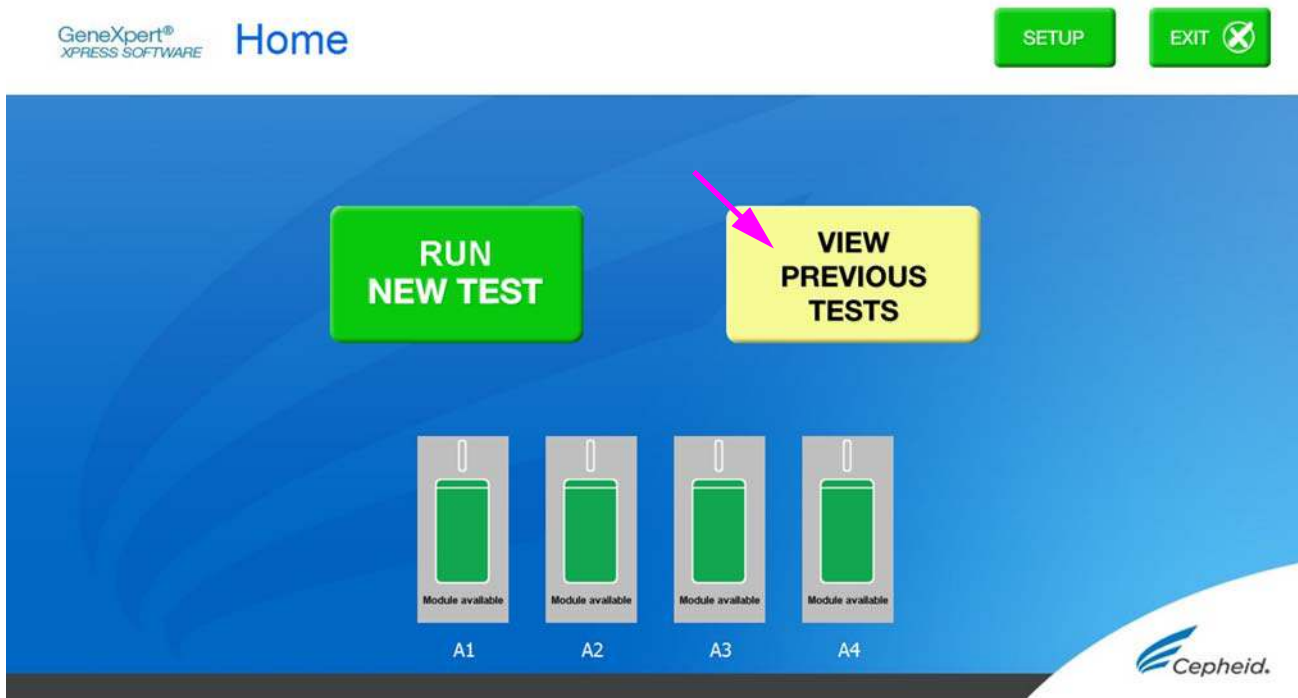 GeneXpert®
XPRESS SOFTWARE
Home
SETUP
EXIT
RUN
NEW TEST
VIEW
PREVIOUS
TESTS
Module available
Module available
Module available
Module available
A1
A2
A3
A4
Cepheid.